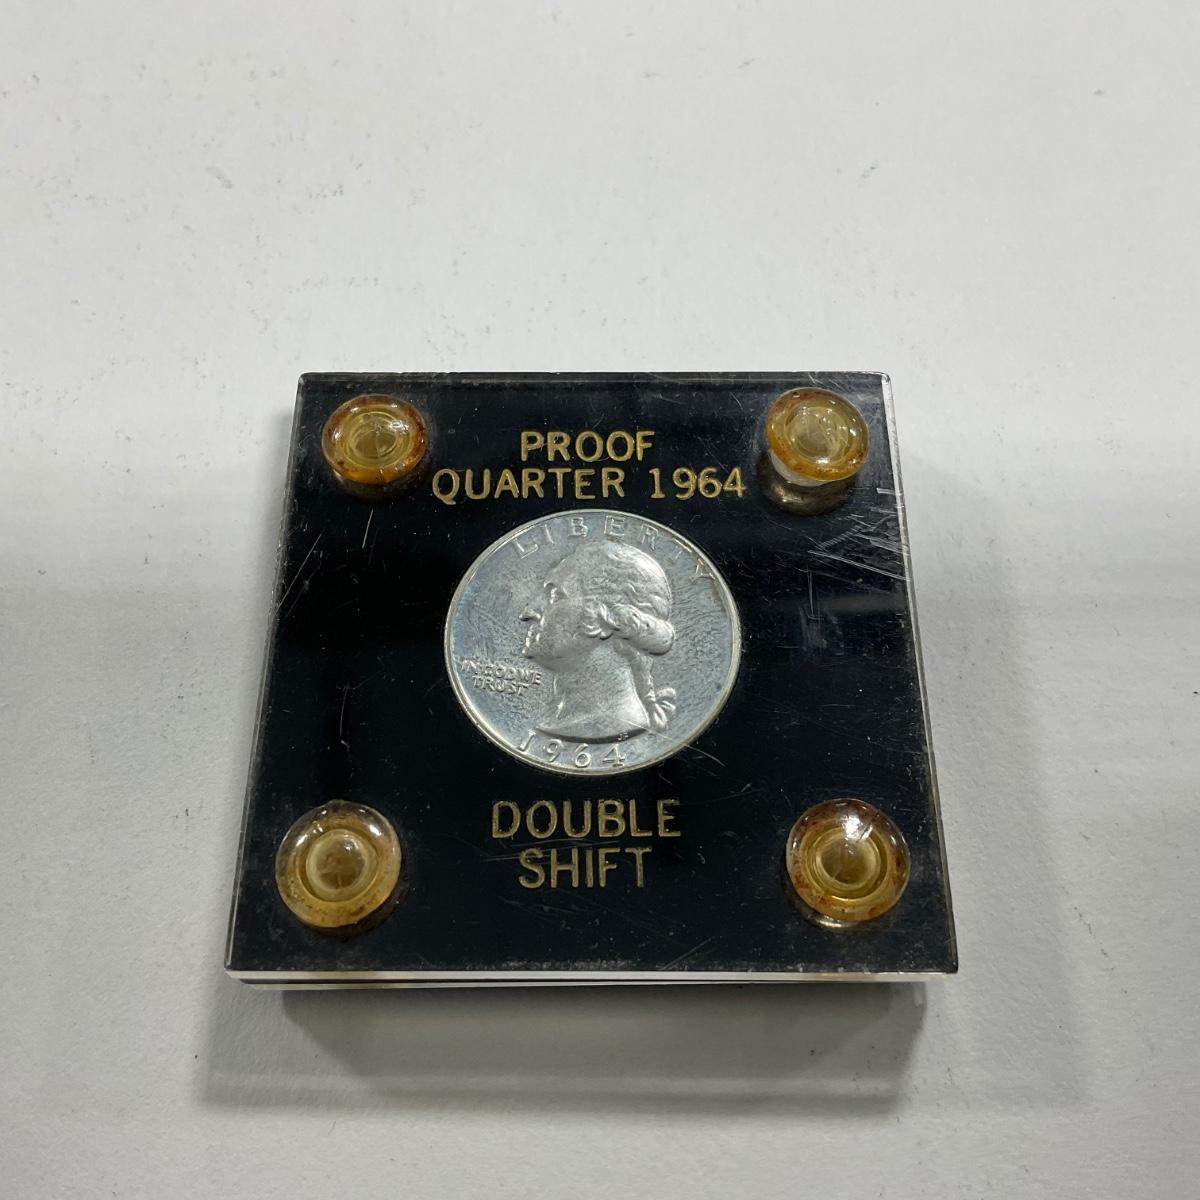 PROOF
QUARTER 1964
LIBERTY
IN GOD WE
TRUST
1964
DOUBLE
SHIFT